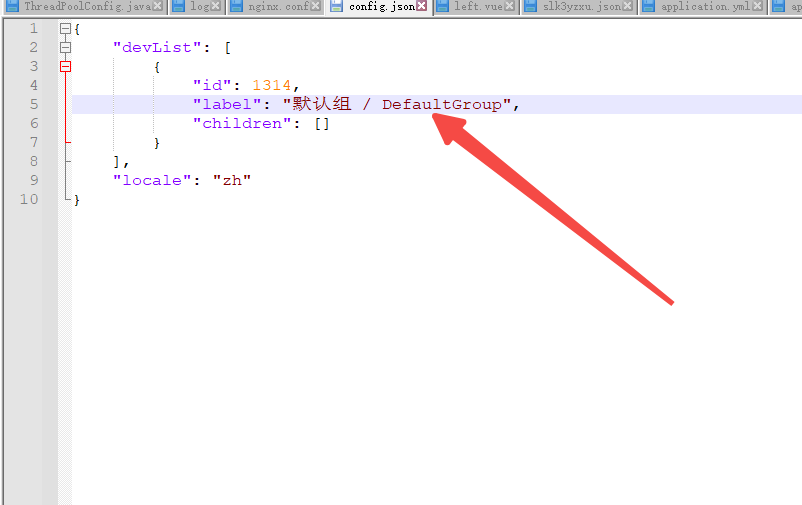 ThreadPoolConfig.java
log
nginx.conf
config.json
left.vue
slk3yzxu.json
application.yml
ap
1 {
2 "devList": [
3 {
4 "id": 1314,
5 "label": "默认组 / DefaultGroup",
6 "children": []
7 }
8 ],
9 "locale": "zh"
10 }